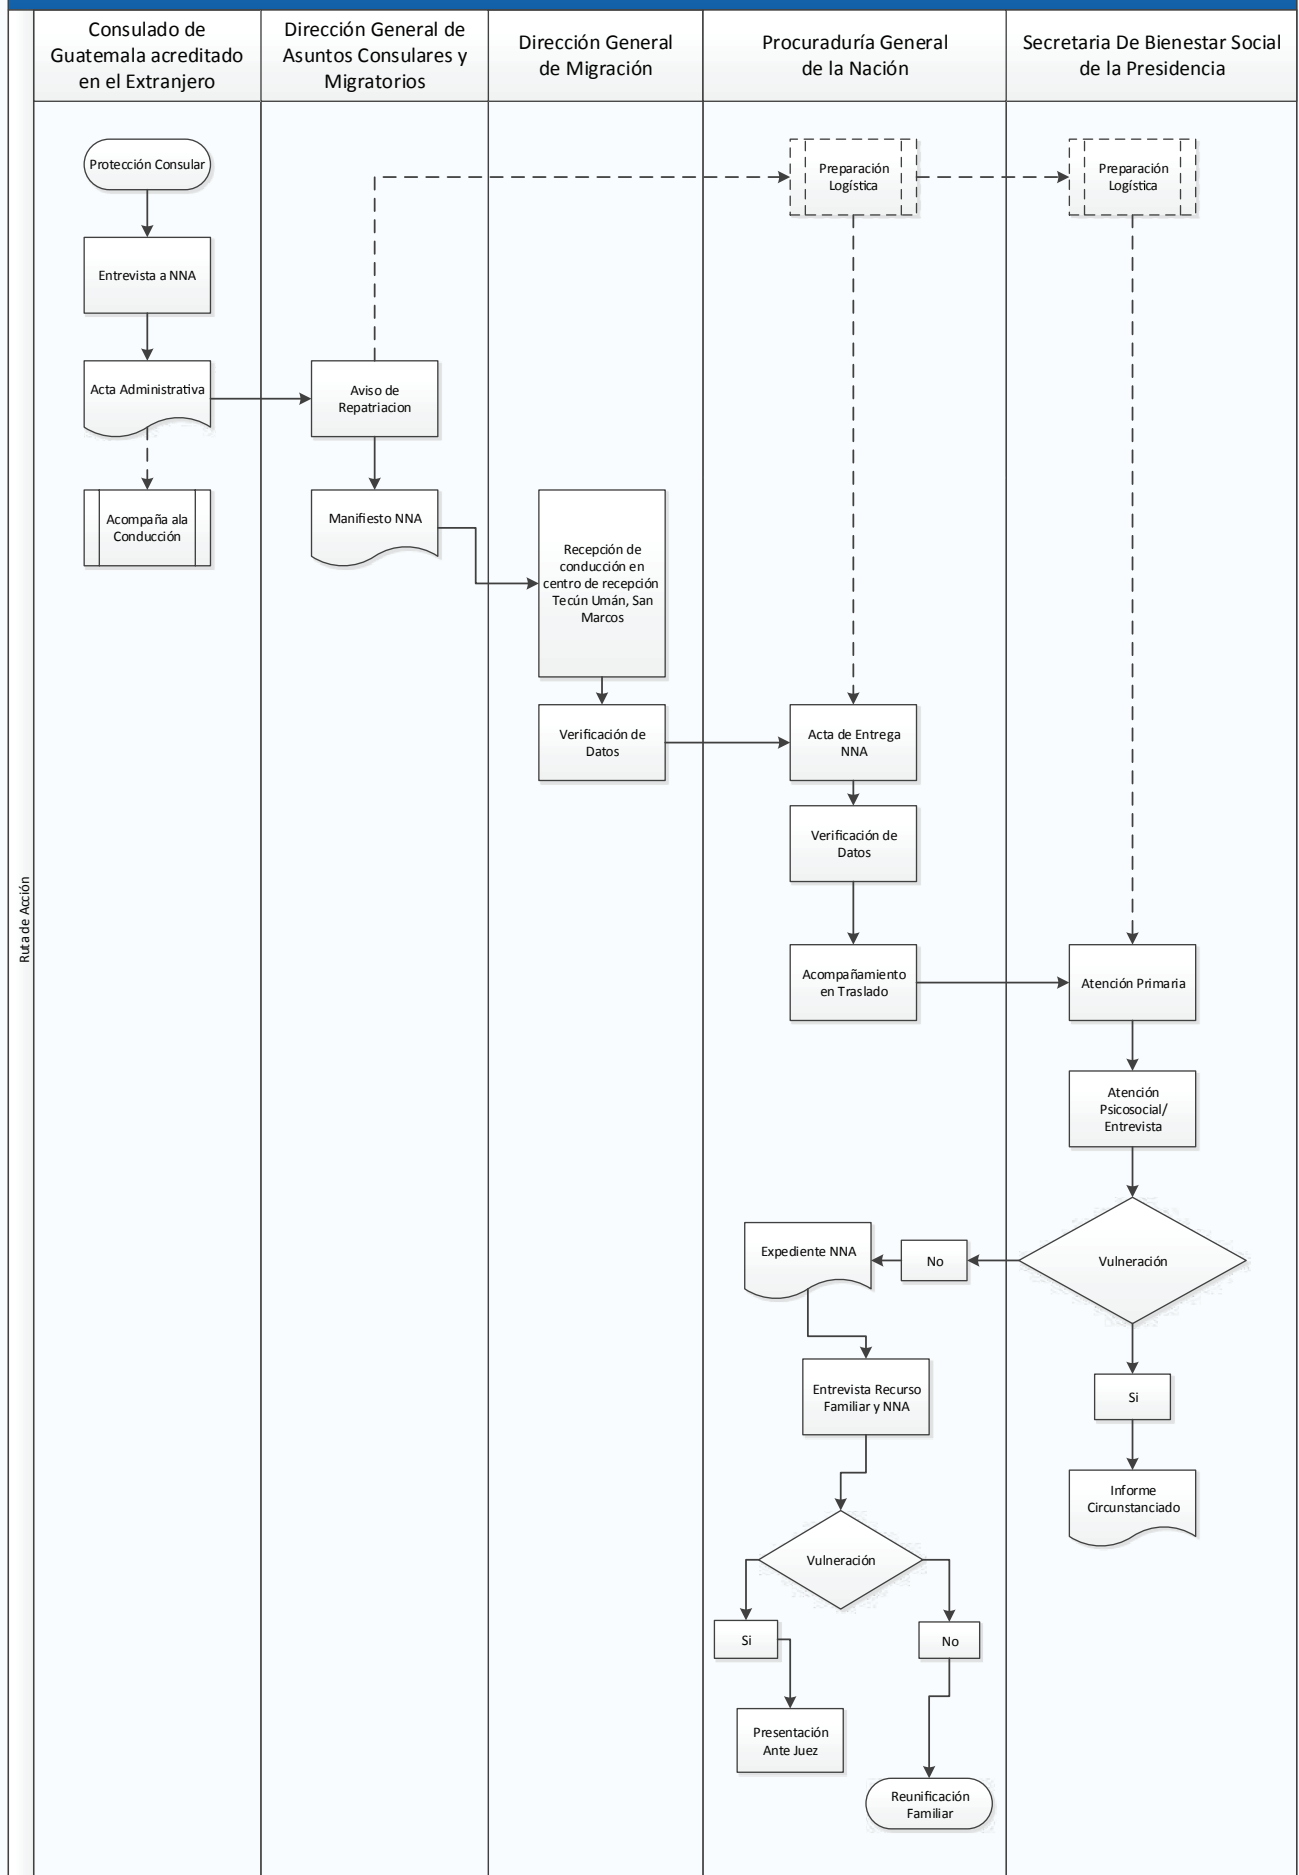 Consulado de
Guatemala acreditado
en el Extranjero
Dirección General de
Asuntos Consulares y
Migratorios
Dirección General
de Migración
Procuraduría General
de la Nación
Secretaria De Bienestar Social
de la Presidencia
Ruta de Acción
Protección Consular
Preparación
Logística
Preparación
Logística
Entrevista a NNA
Acta Administrativa
Aviso de
Repatriacion
Acompaña ala
Conducción
Manifiesto NNA
Recepción de
conducción en
centro de recepción
Tecún Umán, San
Marcos
Verificación de
Datos
Acta de Entrega
NNA
Verificación de
Datos
Acompañamiento
en Traslado
Atención Primaria
Atención
Psicosocial/
Entrevista
Vulneración
No
Expediente NNA
Si
Informe
Circunstanciado
Entrevista Recurso
Familiar y NNA
Vulneración
Si
No
Presentación
Ante Juez
Reunificación
Familiar